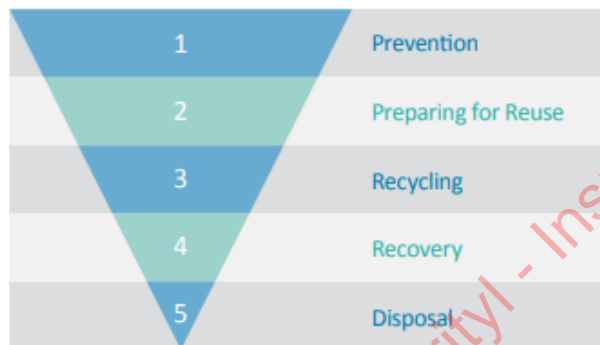 1 Prevention
2 Preparing for Reuse
3 Recycling
4 Recovery
5 Disposal